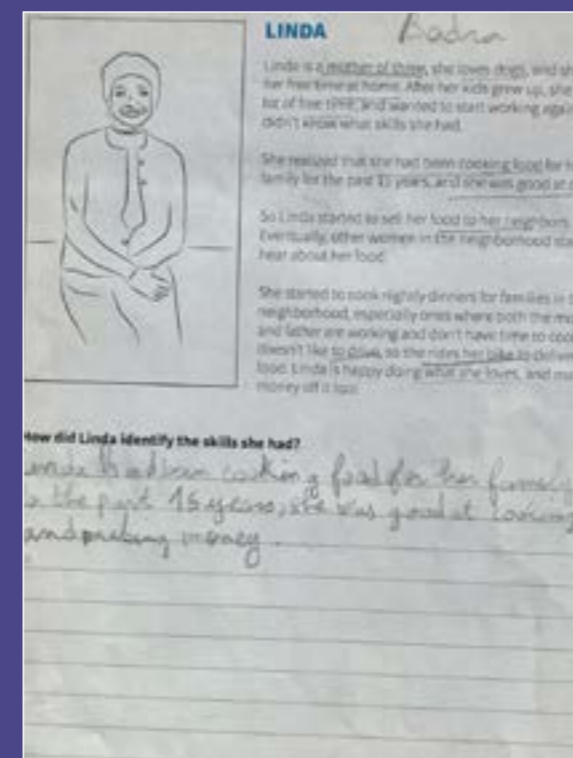 LINDA Badra
Linda is a mother of three, she loves dogs, and sh
her free time at home. After her kids grew up, she
lot of free time, and wanted to start working again
didn't know what skills she had.
She realized that she had been cooking food for h
family for the past 15 years, and she was good at
So Linda started to sell her food to her neighbors
Eventually, other women in the neighborhood sta
hear about her food.
She started to cook nightly dinners for families in t
neighborhood, especially ones where both the mo
and father are working and don't have time to coo
doesn't like to drive, so she rides her bike to deliver
food. Linda is happy doing what she loves, and ma
money off it too!
How did Linda identify the skills she had?
had been cooking food for her family
the past 15 years, she was good at cooking
and money.